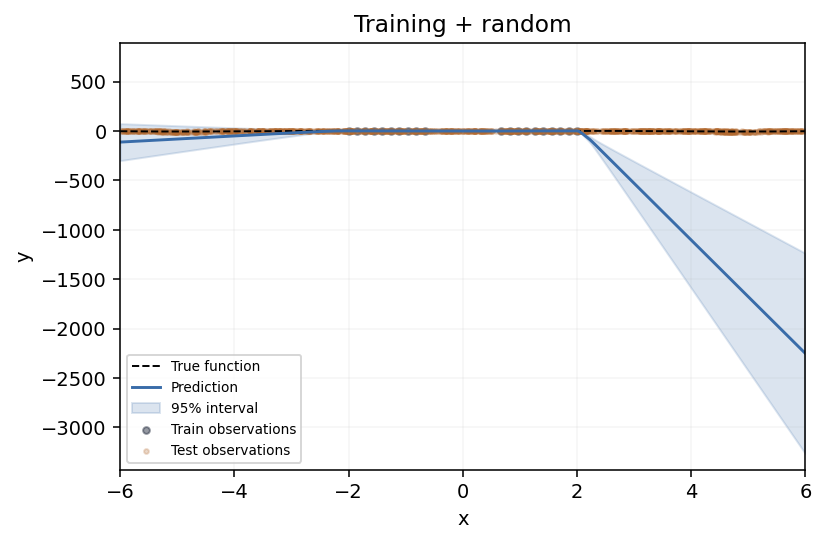 Training + random
500
0
−500
−1000
−1500
−2000
−2500
−3000
y
True function
Prediction
95% interval
Train observations
Test observations
−6 −4 −2 0 2 4 6
x